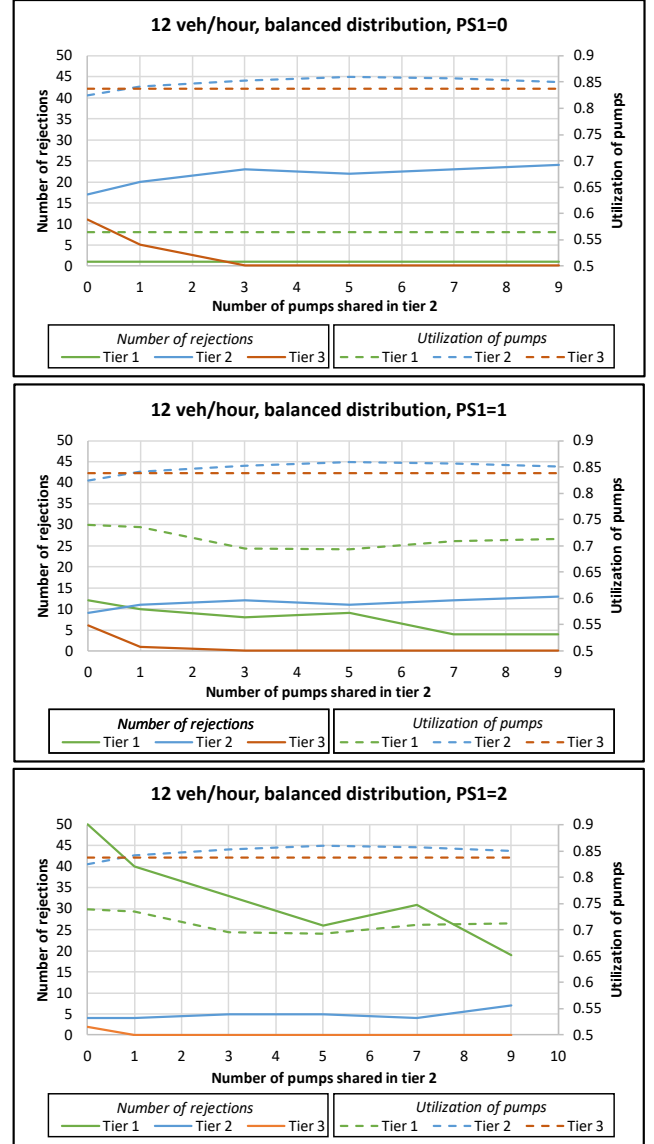 12 veh/hour, balanced distribution, PS1=0
50 0.9
45 0.85
40 0.8
35 0.75
30 0.7
25 0.65
20 0.6
15 0.55
10 0.5
5
0
Number of rejections
Utilization of pumps
0 1 2 3 4 5 6 7 8 9
Number of pumps shared in tier 2
Number of rejections Utilization of pumps
Tier 1 Tier 2 Tier 3 Tier 1 Tier 2 Tier 3
12 veh/hour, balanced distribution, PS1=1
50 0.9
45 0.85
40 0.8
35 0.75
30 0.7
25 0.65
20 0.6
15 0.55
10 0.5
5
0
Number of rejections
Utilization of pumps
0 1 2 3 4 5 6 7 8 9
Number of pumps shared in tier 2
Number of rejections Utilization of pumps
Tier 1 Tier 2 Tier 3 Tier 1 Tier 2 Tier 3
12 veh/hour, balanced distribution, PS1=2
50 0.9
45 0.85
40 0.8
35 0.75
30 0.7
25 0.65
20 0.6
15 0.55
10 0.5
5
0
Number of rejections
Utilization of pumps
0 1 2 3 4 5 6 7 8 9 10
Number of pumps shared in tier 2
Number of rejections Utilization of pumps
Tier 1 Tier 2 Tier 3 Tier 1 Tier 2 Tier 3